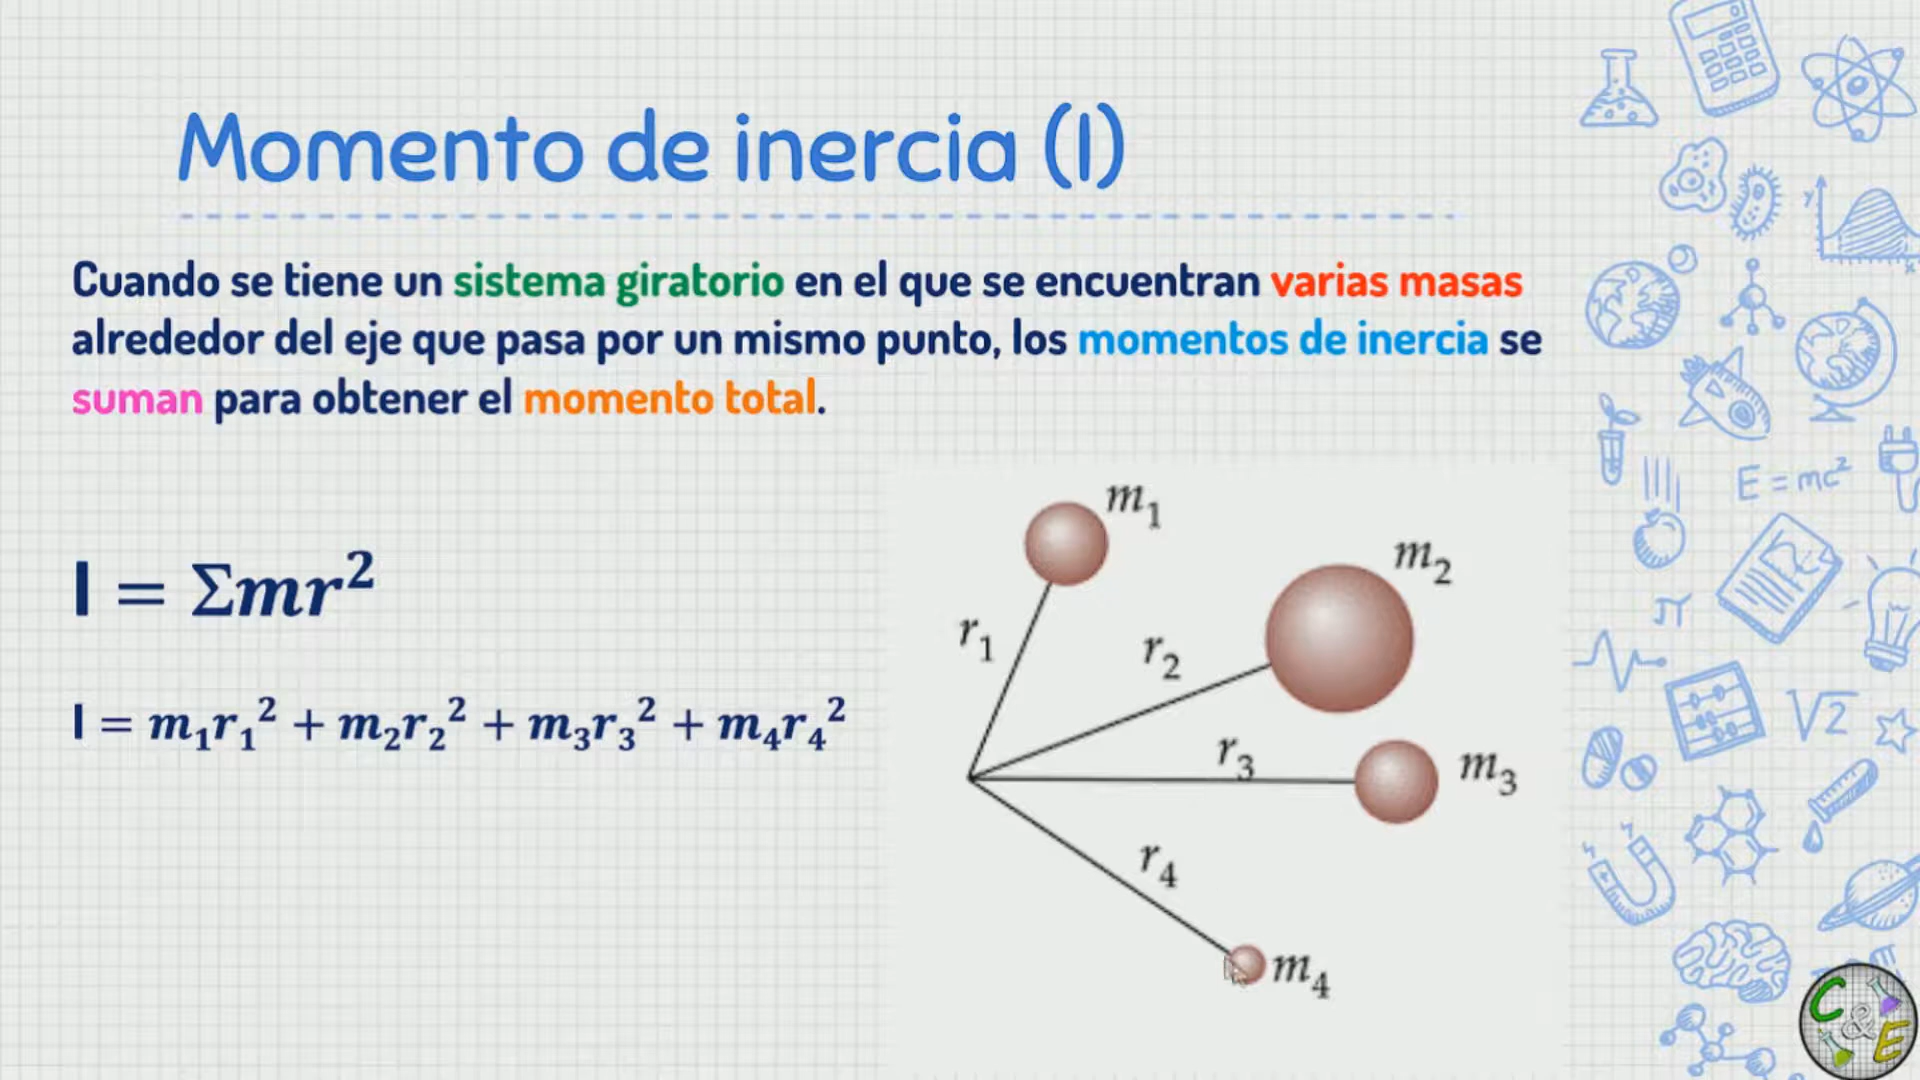 Momento de inercia (I)
Cuando se tiene un sistema giratorio en el que se encuentran varias masas
alrededor del eje que pasa por un mismo punto, los momentos de inercia se
suman para obtener el momento total.
I = Σmr²
I = m₁r₁² + m₂r₂² + m₃r₃² + m₄r₄²
m₁
m₂
r₁
r₂
r₃
m₃
r₄
m₄
y
x
E = mc²
π
√2
C & E